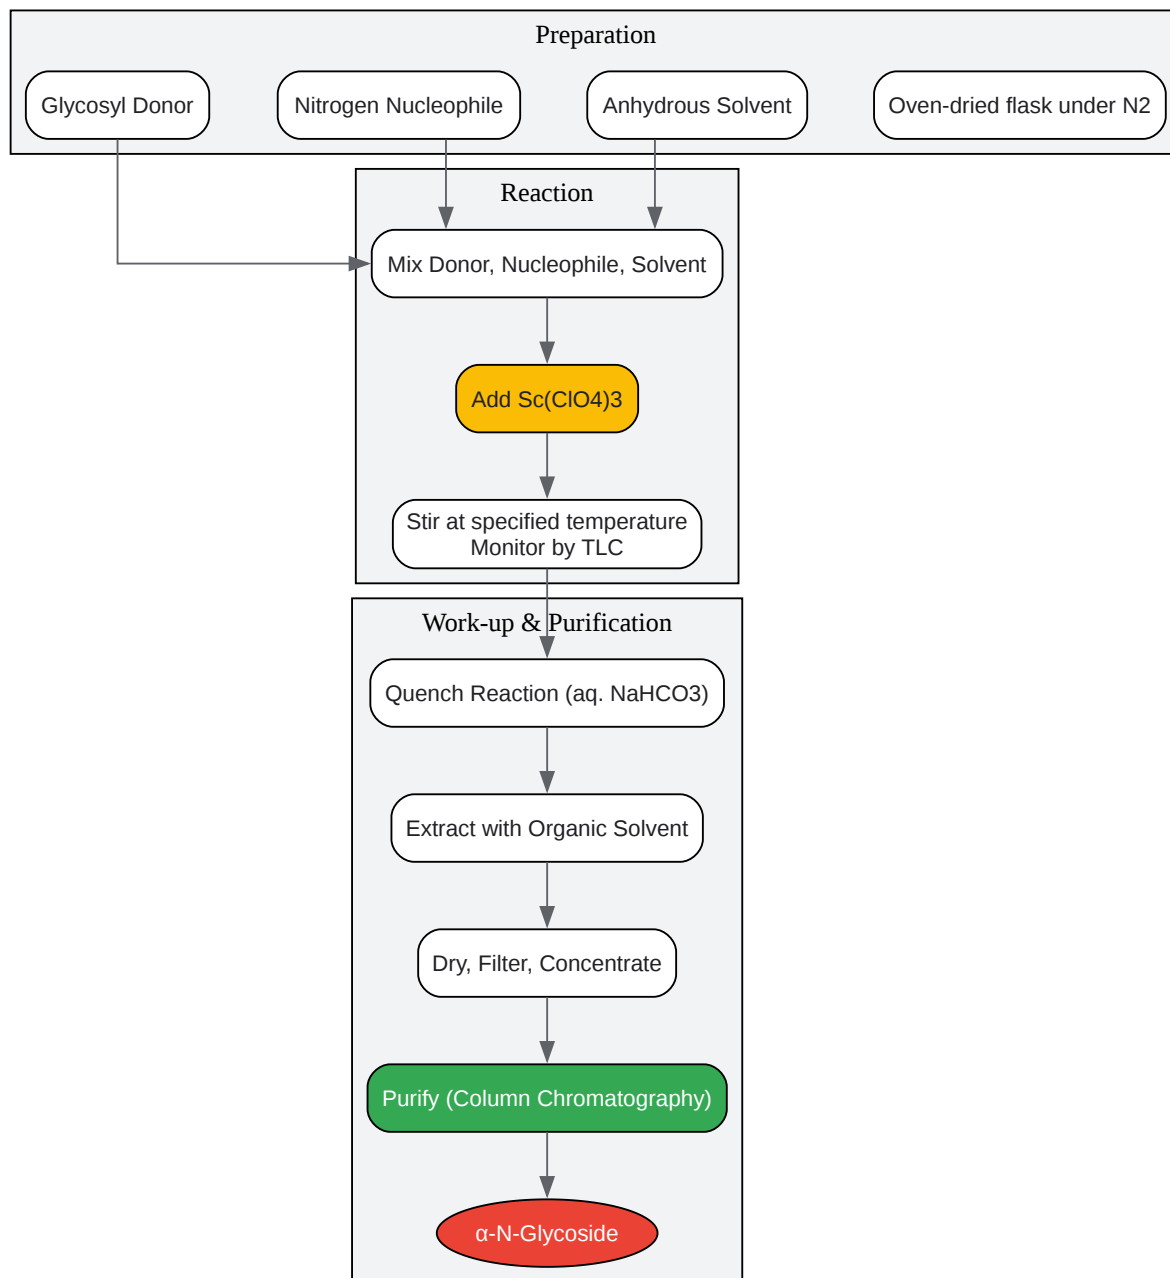 Preparation
Glycosyl Donor
Nitrogen Nucleophile
Anhydrous Solvent
Oven-dried flask under N2
Reaction
Mix Donor, Nucleophile, Solvent
Add Sc(ClO4)3
Stir at specified temperature
Monitor by TLC
Work-up & Purification
Quench Reaction (aq. NaHCO3)
Extract with Organic Solvent
Dry, Filter, Concentrate
Purify (Column Chromatography)
α-N-Glycoside